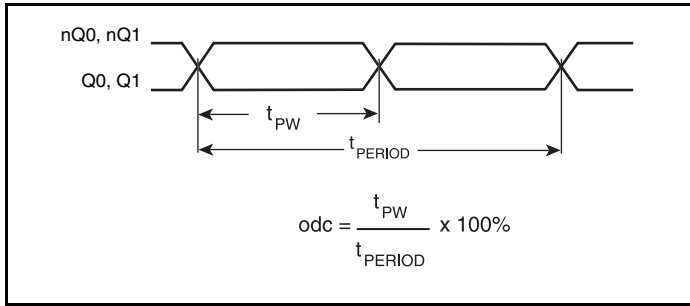 nQ0, nQ1
Q0, Q1
tPW
tPERIOD
odc = tPW / tPERIOD x 100%